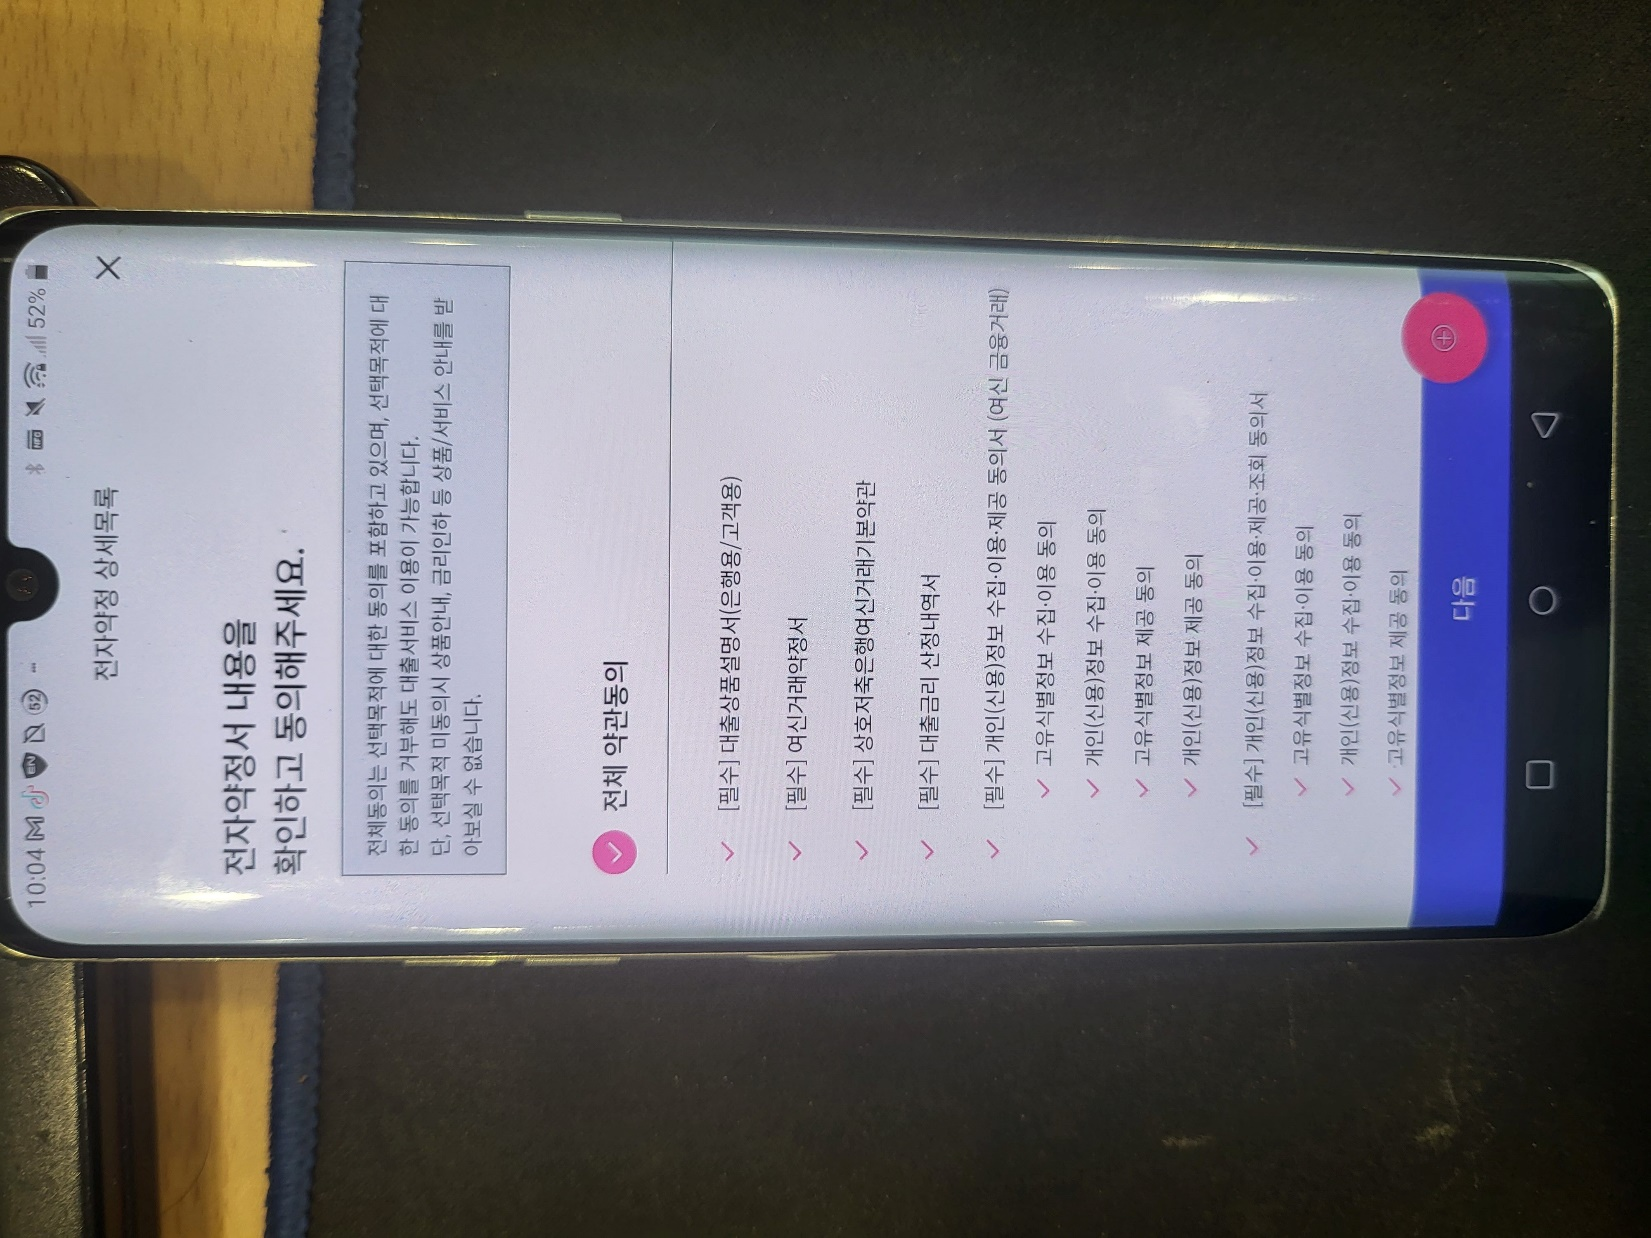 10:04
52
52%
전자약정 상세목록
전자약정서 내용을
확인하고 동의해주세요.
전체동의는 선택목적에 대한 동의를 포함하고 있으며, 선택목적에 대
한 동의를 거부해도 대출서비스 이용이 가능합니다.
단, 선택목적 미동의시 상품안내, 금리인하 등 상품/서비스 안내를 받
아보실 수 없습니다.
전체 약관동의
[필수] 대출상품설명서(은행용/고객용)
[필수] 여신거래약정서
[필수] 상호저축은행여신거래기본약관
[필수] 대출금리 산정내역서
[필수] 개인(신용)정보 수집·이용·제공 동의서 (여신 금융거래)
고유식별정보 수집·이용 동의
개인(신용)정보 수집·이용 동의
고유식별정보 제공 동의
개인(신용)정보 제공 동의
[필수] 개인(신용)정보 수집·이용·제공·조회 동의서
고유식별정보 수집·이용 동의
개인(신용)정보 수집·이용 동의
고유식별정보 제공 동의
다음